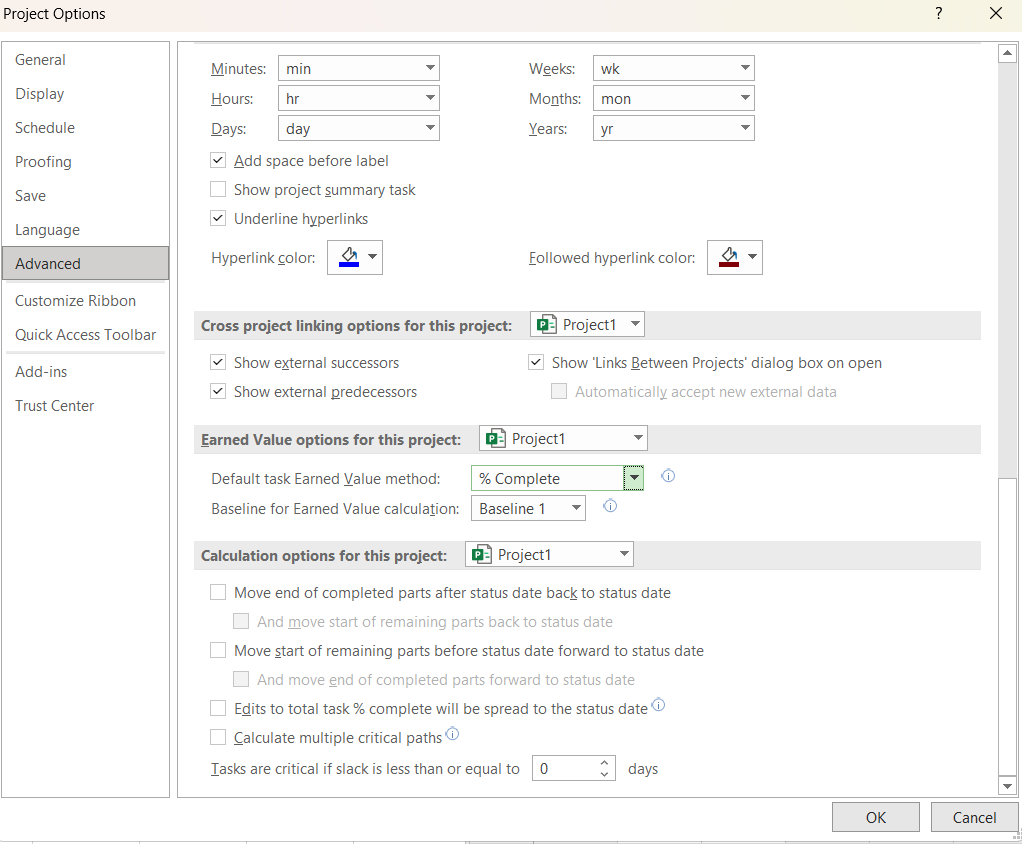 Project Options ?
General
Display
Schedule
Proofing
Save
Language
Advanced
Customize Ribbon
Quick Access Toolbar
Add-ins
Trust Center
Minutes: min Weeks: wk
Hours: hr Months: mon
Days: day Years: yr
Add space before label
Show project summary task
Underline hyperlinks
Hyperlink color: Followed hyperlink color:
Cross project linking options for this project: Project1
Show external successors Show 'Links Between Projects' dialog box on open
Show external predecessors Automatically accept new external data
Earned Value options for this project: Project1
Default task Earned Value method: % Complete
Baseline for Earned Value calculation: Baseline 1
Calculation options for this project: Project1
Move end of completed parts after status date back to status date
And move start of remaining parts back to status date
Move start of remaining parts before status date forward to status date
And move end of completed parts forward to status date
Edits to total task % complete will be spread to the status date
Calculate multiple critical paths
Tasks are critical if slack is less than or equal to 0 days
OK Cancel